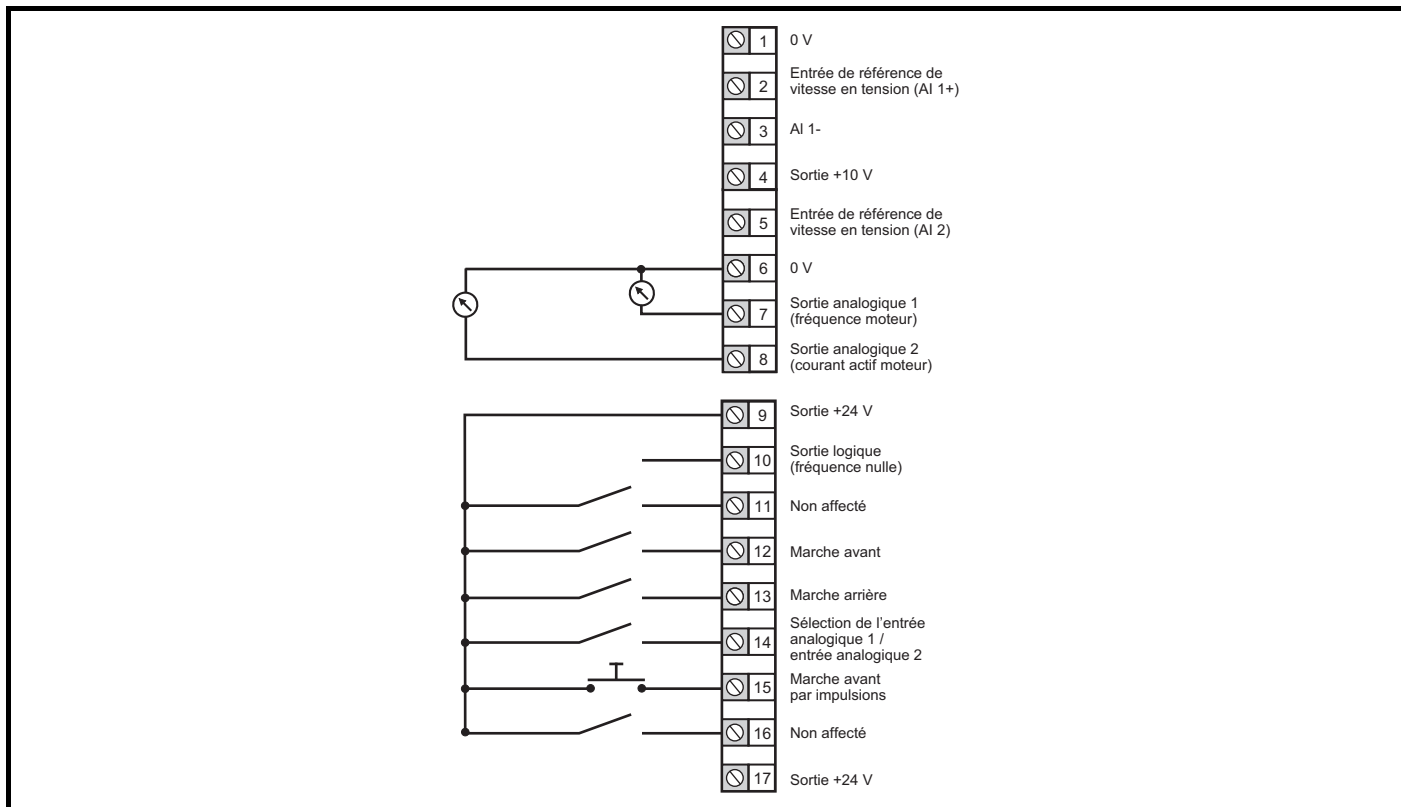 1 0 V
2 Entrée de référence de
vitesse en tension (AI 1+)
3 AI 1-
4 Sortie +10 V
5 Entrée de référence de
vitesse en tension (AI 2)
6 0 V
7 Sortie analogique 1
(fréquence moteur)
8 Sortie analogique 2
(courant actif moteur)
9 Sortie +24 V
10 Sortie logique
(fréquence nulle)
11 Non affecté
12 Marche avant
13 Marche arrière
14 Sélection de l'entrée
analogique 1 /
entrée analogique 2
15 Marche avant
par impulsions
16 Non affecté
17 Sortie +24 V